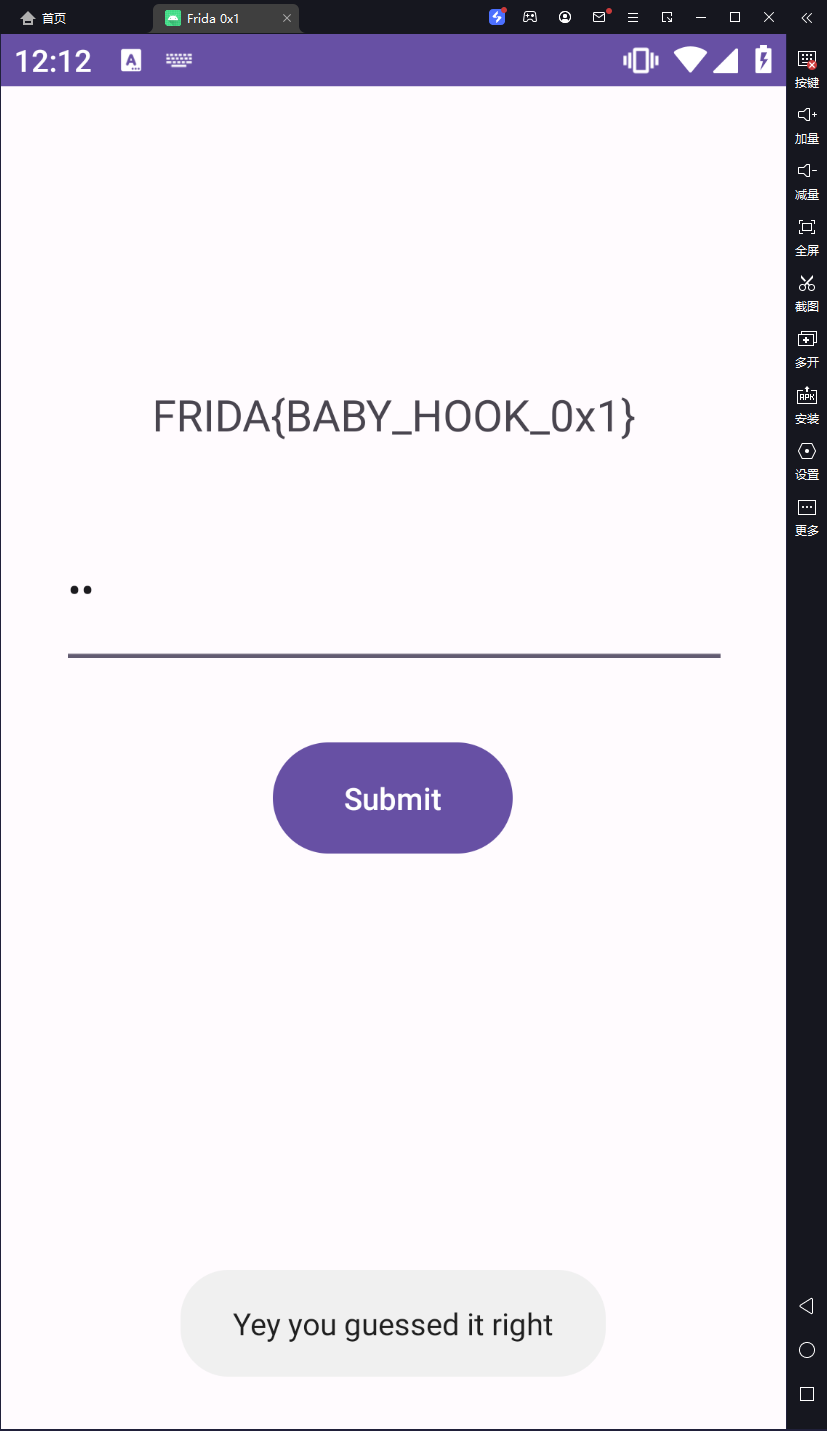 首页
Frida 0x1
12:12
A
按键
加量
减量
全屏
截图
多开
APK
安装
设置
更多
FRIDA{BABY_HOOK_0x1}
••
Submit
Yey you guessed it right